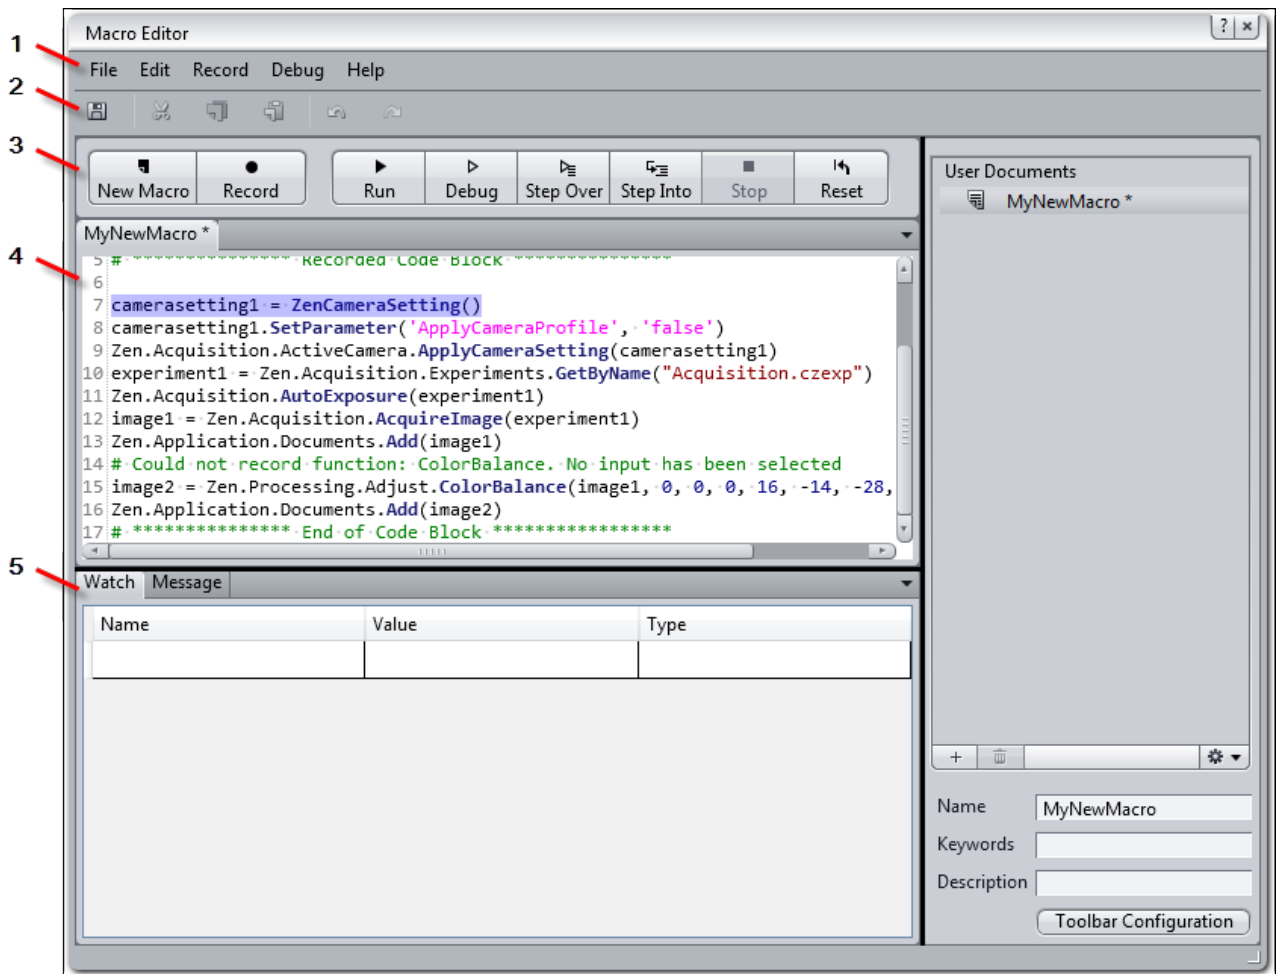 Macro Editor
? ×
1
File Edit Record Debug Help
2
3
New Macro Record Run Debug Step Over Step Into Stop Reset
User Documents
MyNewMacro *
MyNewMacro *
4
5 # *************** Recorded Code Block ***************
6
7 camerasetting1 = ZenCameraSetting()
8 camerasetting1.SetParameter('ApplyCameraProfile', 'false')
9 Zen.Acquisition.ActiveCamera.ApplyCameraSetting(camerasetting1)
10 experiment1 = Zen.Acquisition.Experiments.GetByName("Acquisition.czexp")
11 Zen.Acquisition.AutoExposure(experiment1)
12 image1 = Zen.Acquisition.AcquireImage(experiment1)
13 Zen.Application.Documents.Add(image1)
14 # Could not record function: ColorBalance. No input has been selected
15 image2 = Zen.Processing.Adjust.ColorBalance(image1, 0, 0, 0, 16, -14, -28,
16 Zen.Application.Documents.Add(image2)
17 # *************** End of Code Block *****************
5
Watch Message
Name Value Type
+
Name MyNewMacro
Keywords
Description
Toolbar Configuration